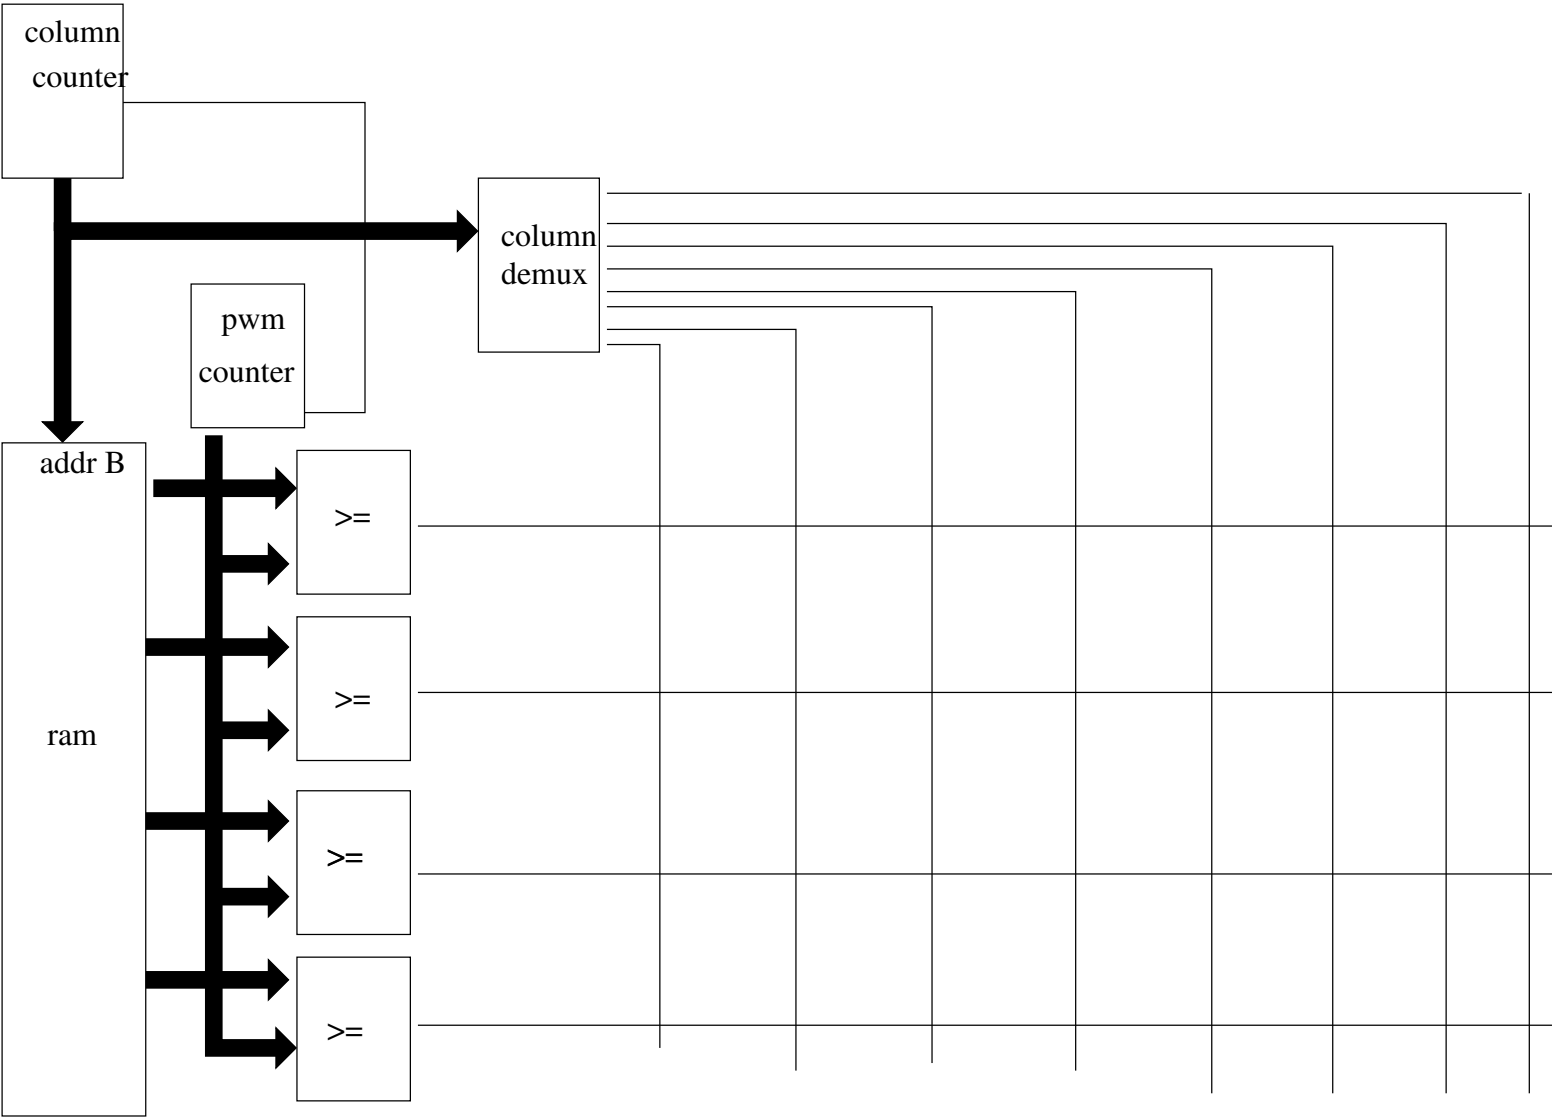 column
counter
column
demux
pwm
counter
addr B
>=
>=
ram
>=
>=